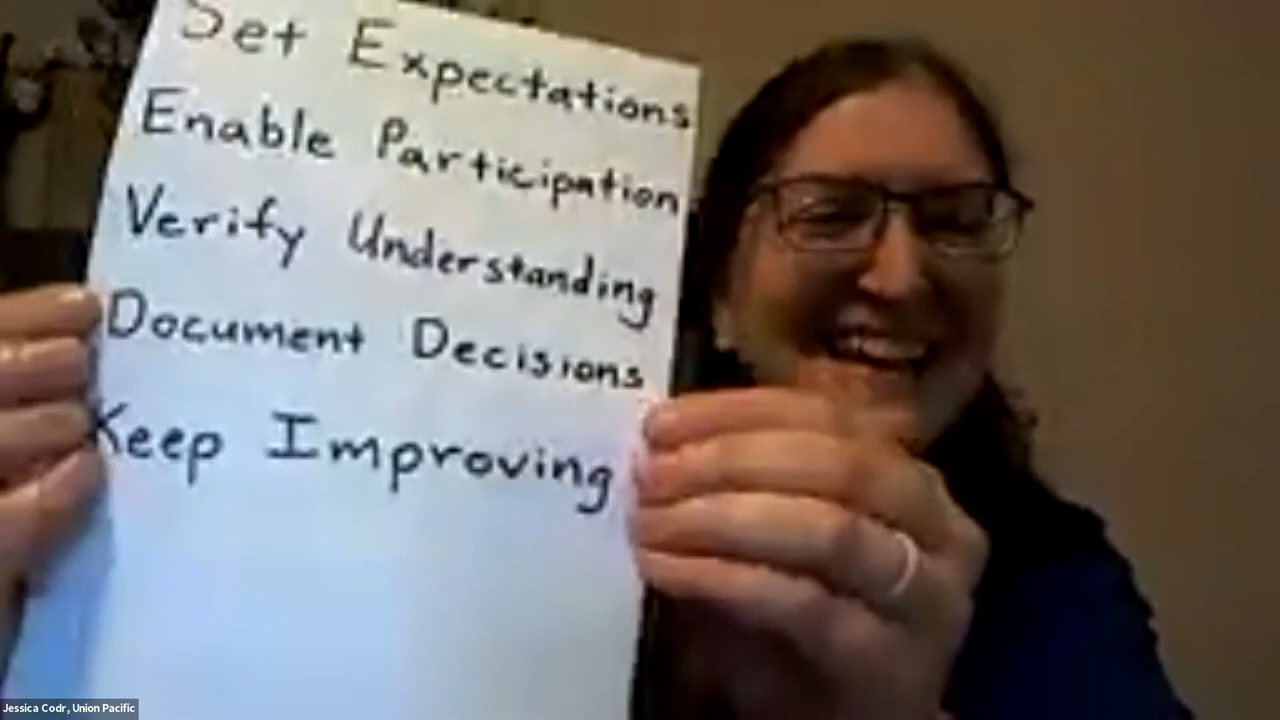 Set Expectations
Enable Participation
Verify Understanding
Document Decisions
Keep Improving
Jessica Codr, Union Pacific